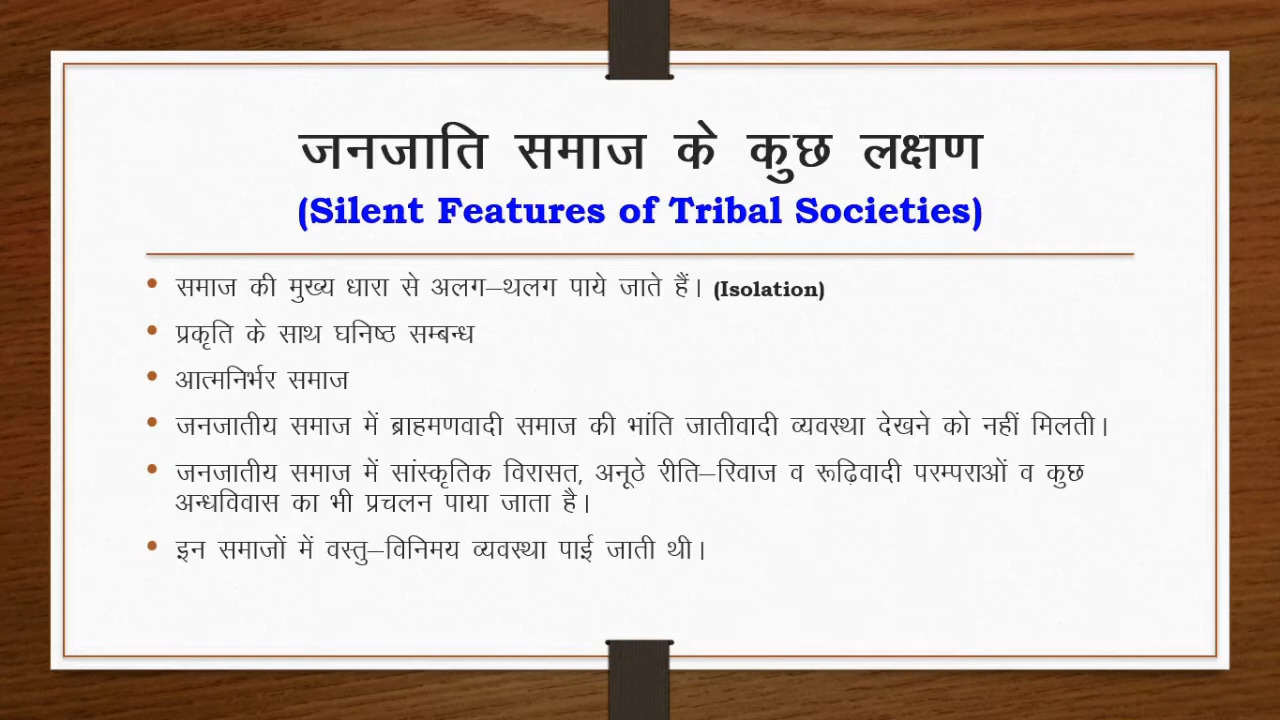 जनजाति समाज के कुछ लक्षण
(Silent Features of Tribal Societies)
• समाज की मुख्य धारा से अलग–थलग पाये जाते हैं। (Isolation)
• प्रकृति के साथ घनिष्ठ सम्बन्ध
• आत्मनिर्भर समाज
• जनजातीय समाज में ब्राहमणवादी समाज की भांति जातीवादी व्यवस्था देखने को नहीं मिलती।
• जनजातीय समाज में सांस्कृतिक विरासत, अनूठे रीति–रिवाज व रूढ़िवादी परम्पराओं व कुछ
अन्धविवास का भी प्रचलन पाया जाता है।
• इन समाजों में वस्तु–विनिमय व्यवस्था पाई जाती थी।